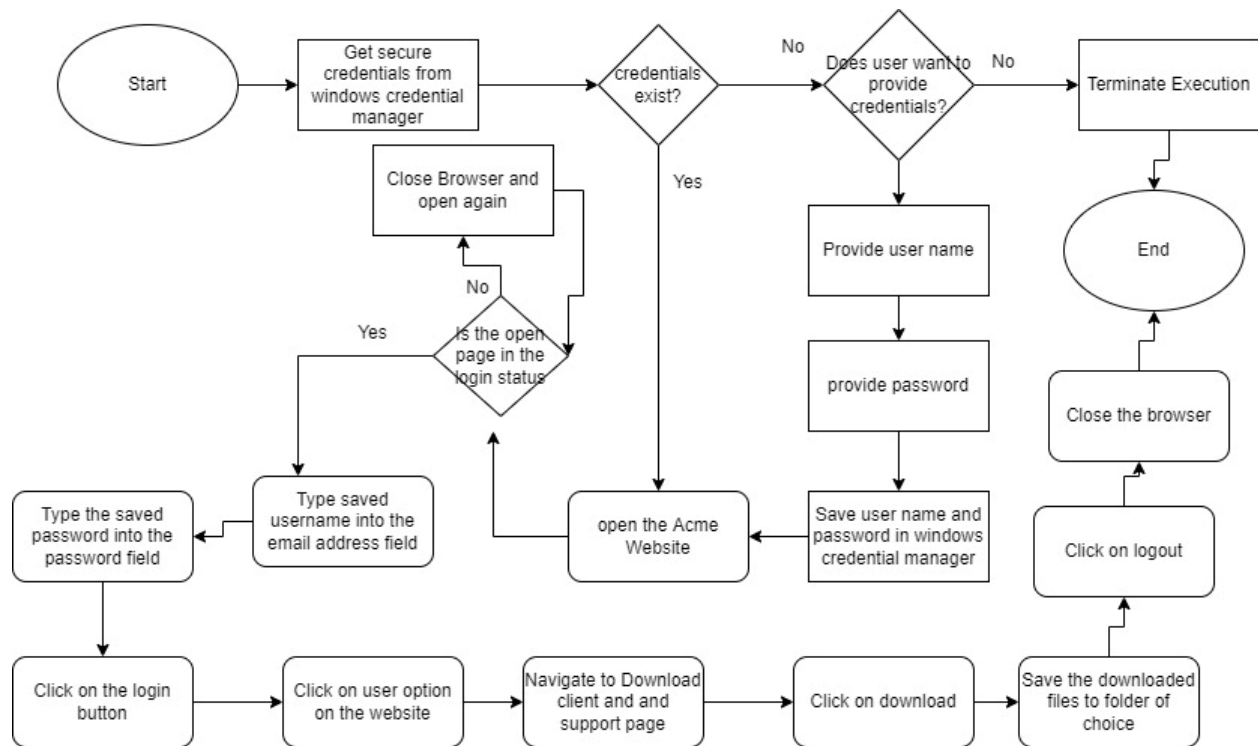 Start
Get secure
credentials from
windows credential
manager
credentials
exist?
No
Does user want to
provide
credentials?
No
Terminate Execution
Yes
Close Browser and
open again
Provide user name
End
No
Yes
Is the open
page in the
login status
provide password
Close the browser
Type the saved
password into the
password field
Type saved
username into the
email address field
open the Acme
Website
Save user name and
password in windows
credential manager
Click on logout
Click on the login
button
Click on user option
on the website
Navigate to Download
client and and
support page
Click on download
Save the downloaded
files to folder of
choice